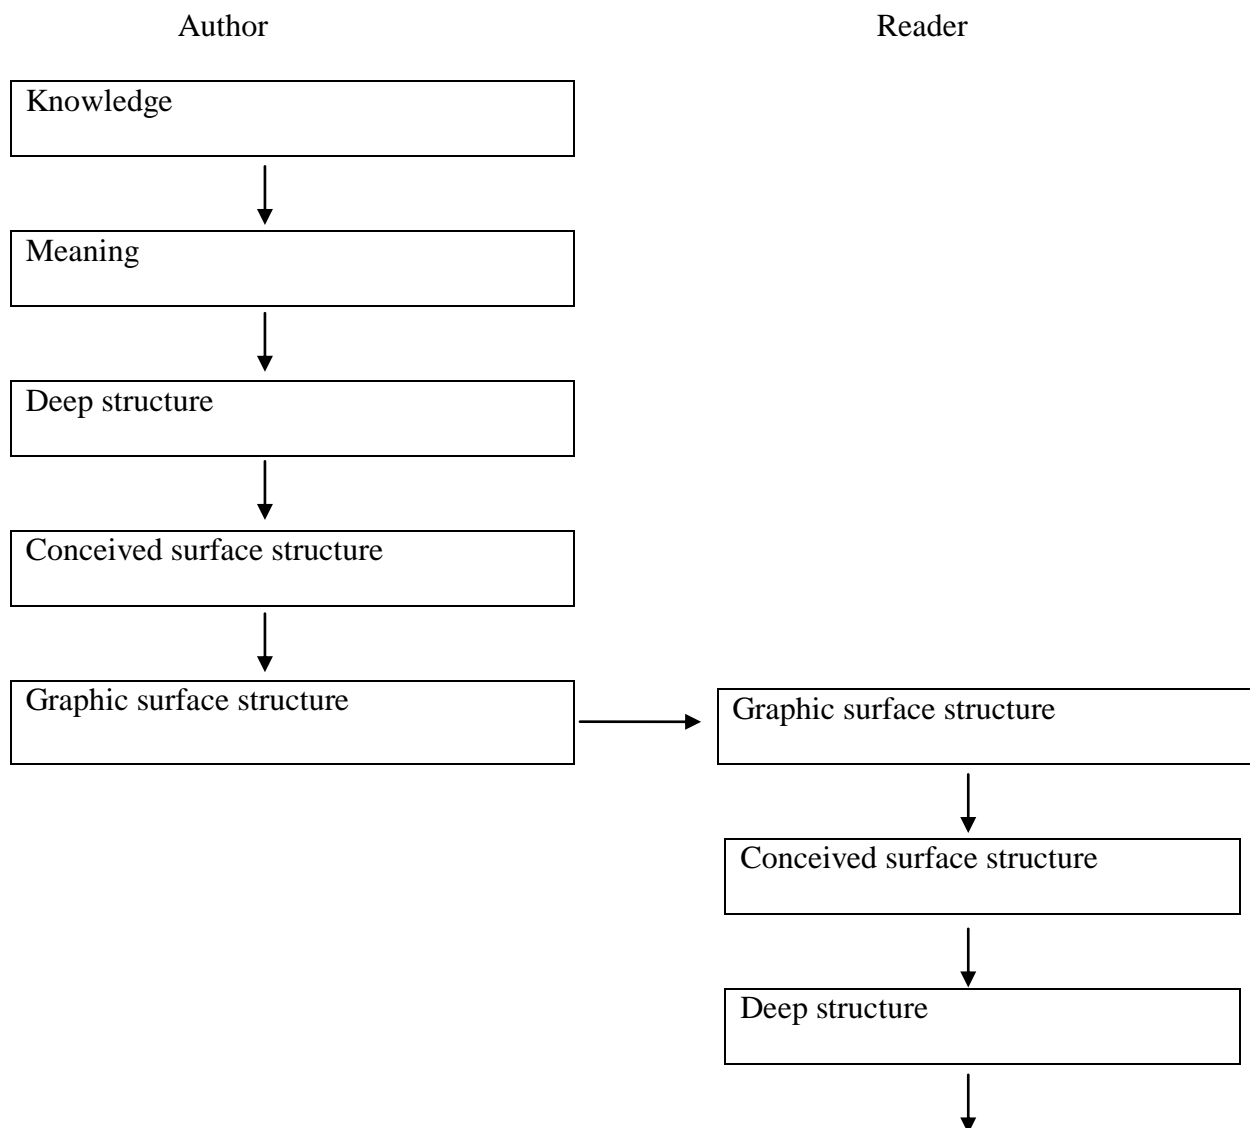 Author
Reader
Knowledge
Meaning
Deep structure
Conceived surface structure
Graphic surface structure
Graphic surface structure
Conceived surface structure
Deep structure